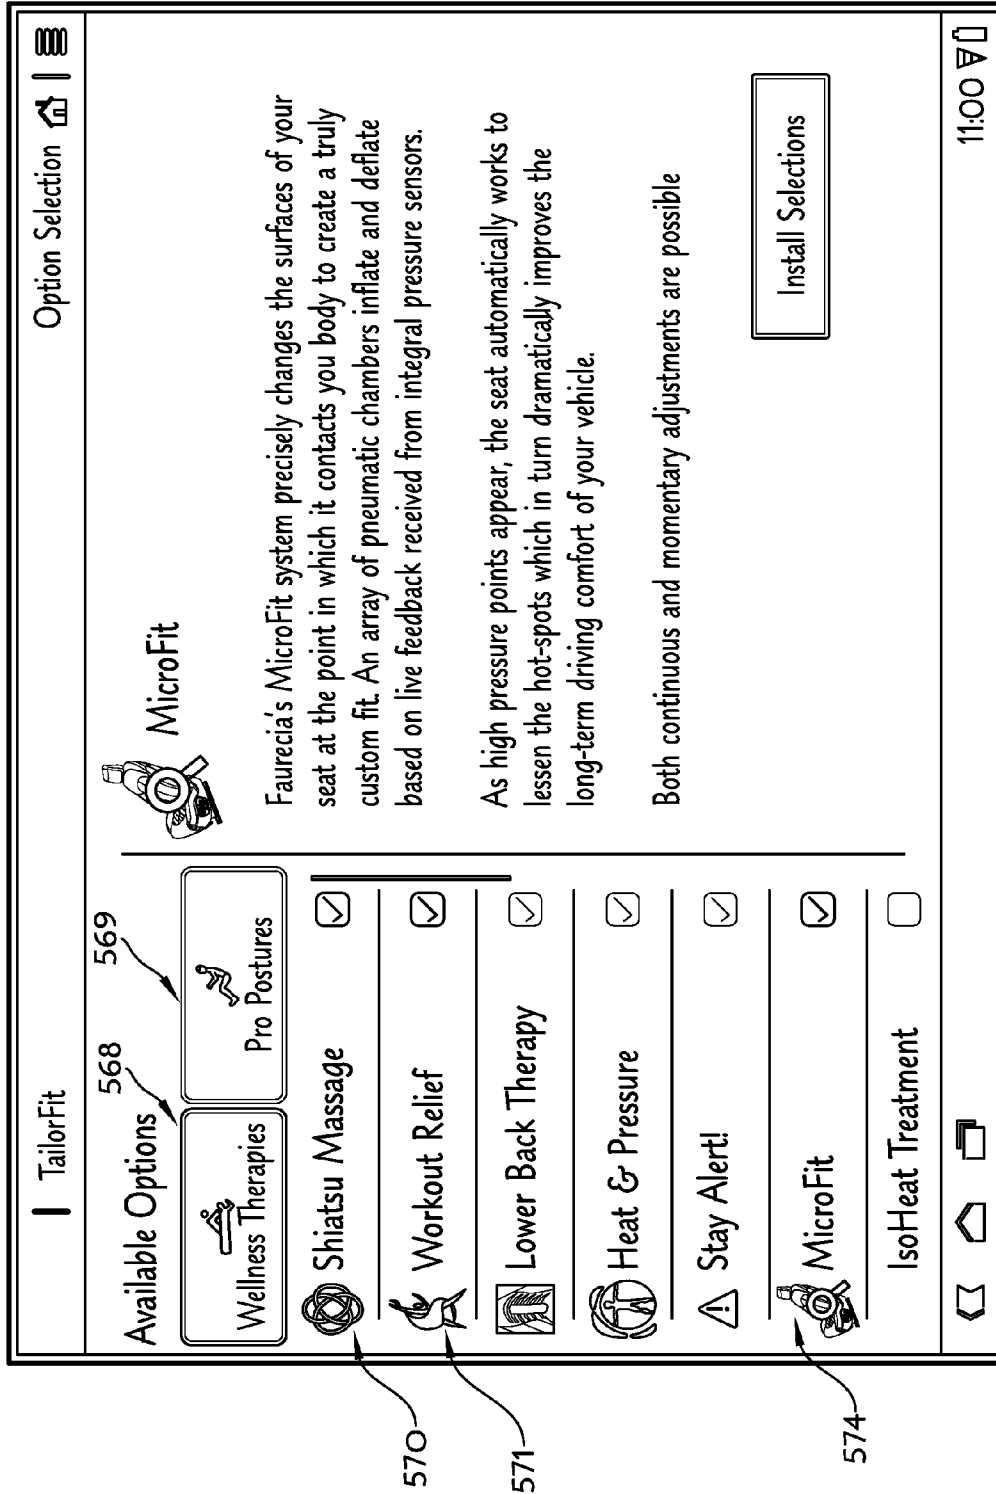 TailorFit
Option Selection
Available Options
568
569
Wellness Therapies
Pro Postures
570
Shiatsu Massage
571
Workout Relief
Lower Back Therapy
Heat & Pressure
Stay Alert!
574
MicroFit
IsoHeat Treatment
MicroFit
Faurecia's MicroFit system precisely changes the surfaces of your
seat at the point in which it contacts you body to create a truly
custom fit. An array of pneumatic chambers inflate and deflate
based on live feedback received from integral pressure sensors.
As high pressure points appear, the seat automatically works to
lessen the hot-spots which in turn dramatically improves the
long-term driving comfort of your vehicle.
Both continuous and momentary adjustments are possible
Install Selections
11:00